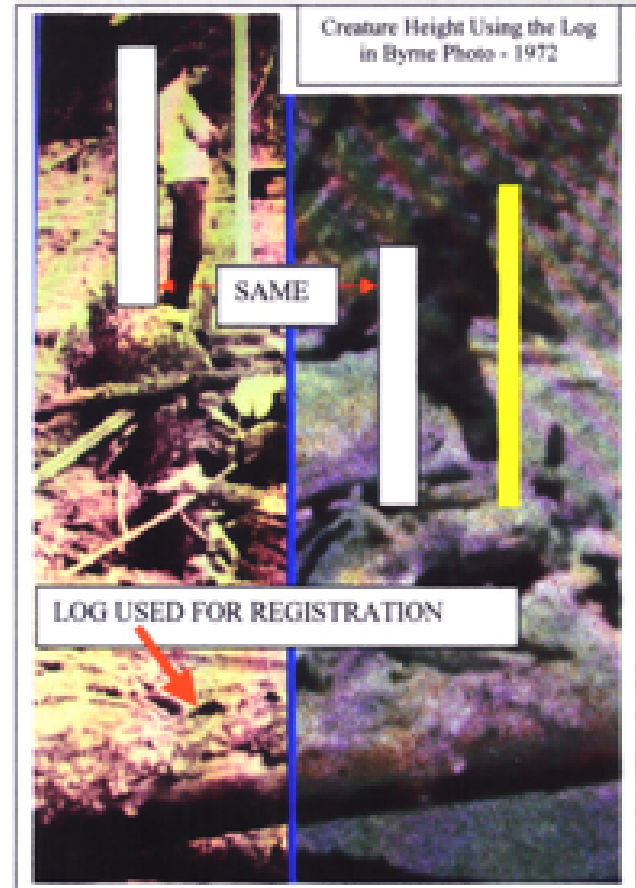 Creature Height Using the Log
in Byrne Photo - 1972
SAME
LOG USED FOR REGISTRATION